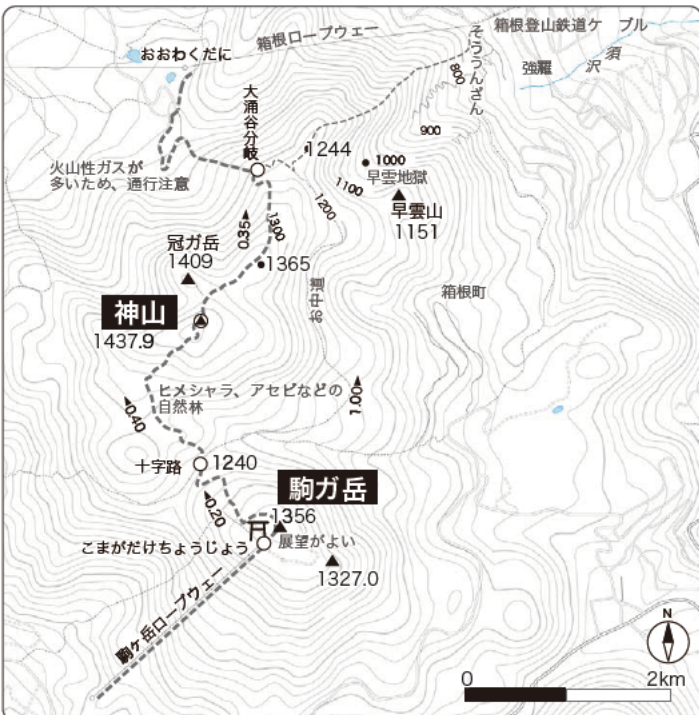 箱根登山鉄道ケ ブル
箱根ロープウェー
おおわくだに
そううんざん
強羅
須沢
800
900
大涌谷分岐
1244
1000
早雲地獄
1100
火山性ガスが
多いため、通行注意
1200
早雲山
1151
0.35
1300
冠ガ岳
1409
1365
お中道
箱根町
神山
1437.9
ヒメシャラ、アセビなどの
自然林
0.40
1.00
十字路
1240
駒ガ岳
0.20
1356
展望がよい
こまがだけちょうじょう
1327.0
駒ヶ岳ロープウェー
N
0
2km